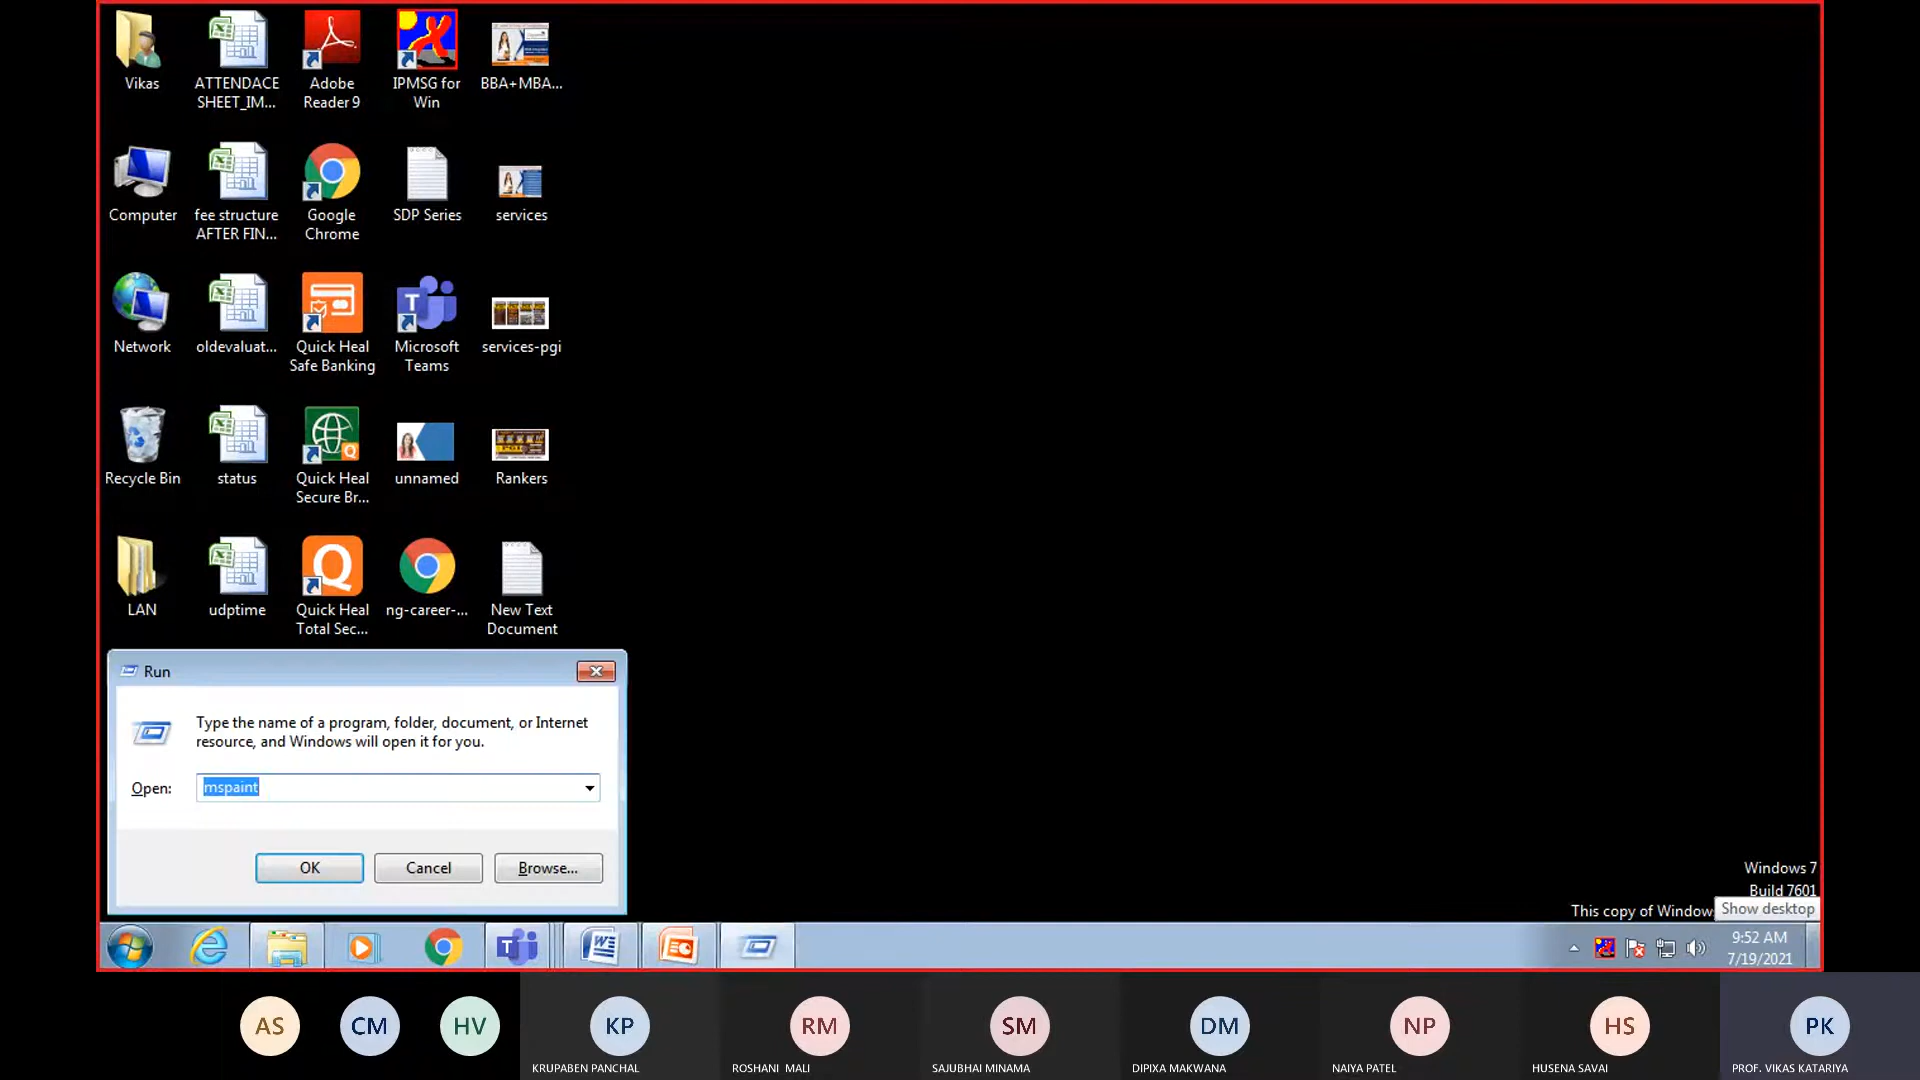 Vikas
ATTENDACE
SHEET_IM...
Adobe
Reader 9
IPMSG for
Win
BBA+MBA...
Computer
fee structure
AFTER FIN...
Google
Chrome
SDP Series
services
Network
oldevaluat...
Quick Heal
Safe Banking
Microsoft
Teams
services-pgi
Recycle Bin
status
Quick Heal
Secure Br...
unnamed
Rankers
LAN
udptime
Quick Heal
Total Sec...
ng-career-...
New Text
Document
Run
Type the name of a program, folder, document, or Internet
resource, and Windows will open it for you.
Open:
mspaint
OK
Cancel
Browse...
Windows 7
Build 7601
This copy of Window
Show desktop
9:52 AM
7/19/2021
AS
CM
HV
KP
RM
SM
DM
NP
HS
PK
KRUPABEN PANCHAL
ROSHANI MALI
SAJUBHAI MINAMA
DIPIXA MAKWANA
NAIYA PATEL
HUSENA SAVAI
PROF. VIKAS KATARIYA